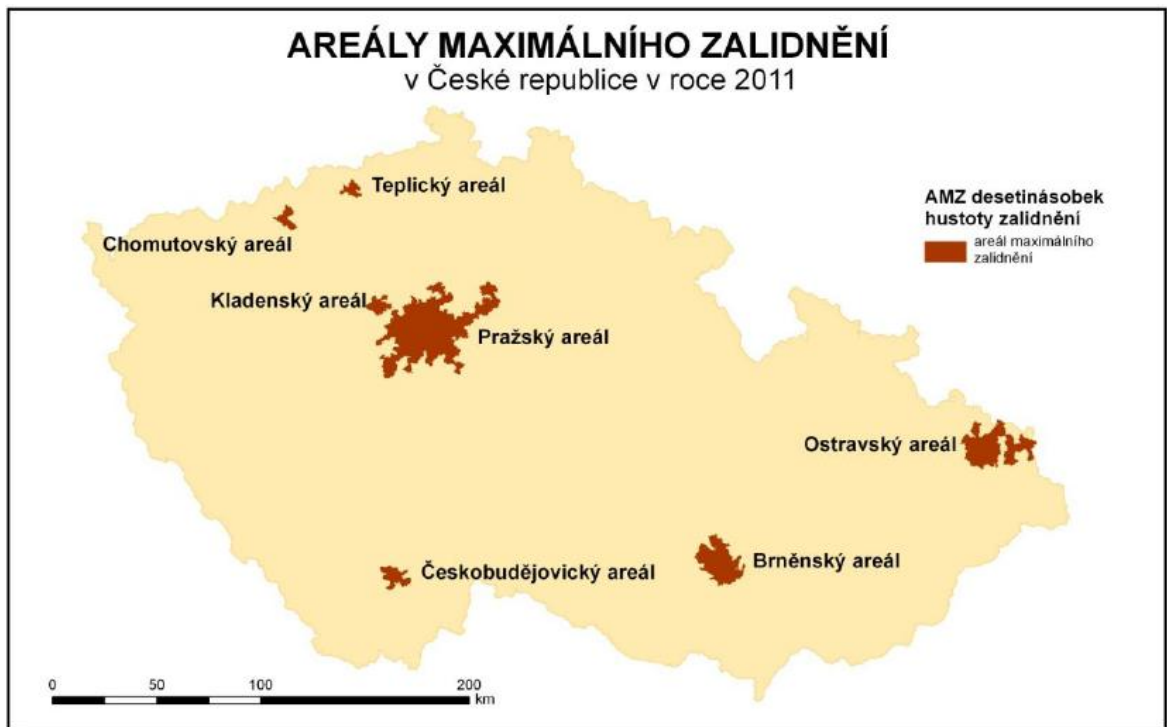 AREÁLY MAXIMÁLNÍHO ZALIDNĚNÍ
v České republice v roce 2011
Teplický areál
Chomutovský areál
Kladenský areál
Pražský areál
AMZ desetinásobek
hustoty zalidnění
areál maximálního
zalidnění
Ostravský areál
Českobudějovický areál
Brněnský areál
0 50 100 200
km